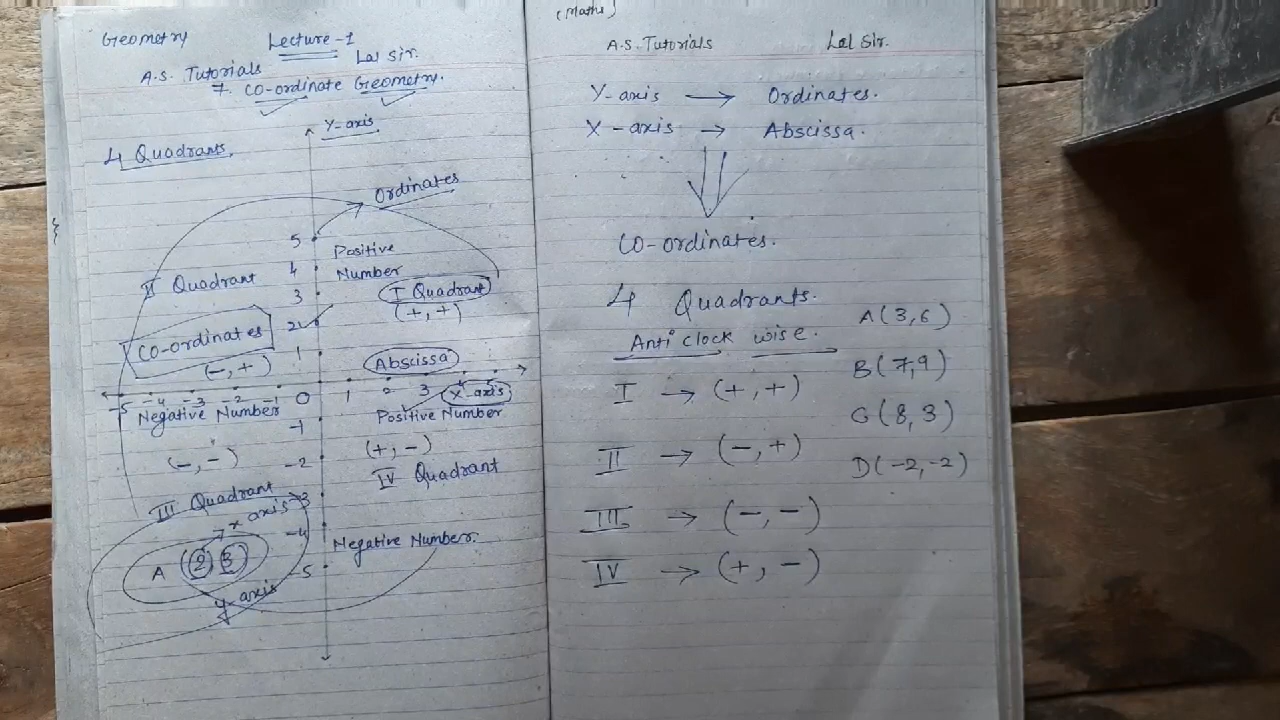 Geometry
Lecture-1
A.S. Tutorials
Lal Sir.
7. CO-ordinate Geometry.
Y-axis
4 Quadrants.
Ordinates
5
Positive
4
Number
II Quadrant
3
I Quadrant
(+, +)
2
CO-ordinates
1
Abscissa
(-, +)
-5 -4 -3 -2 -1 0 1 2 3 4 5
X-axis
Negative Number
Positive Number
-1
(-, -)
(+, -)
-2
IV Quadrant
III Quadrant
-3
x axis
-4
Negative Number.
A (2 3)
-5
y-axis
(Maths)
A.S. Tutorials
Lal Sir.
Y-axis → Ordinates.
X-axis → Abscissa.
CO-ordinates.
4 Quadrants.
Anti clock wise.
I → (+, +)
II → (-, +)
III → (-, -)
IV → (+, -)
A(3,6)
B(7,9)
C(8,3)
D(-2,-2)